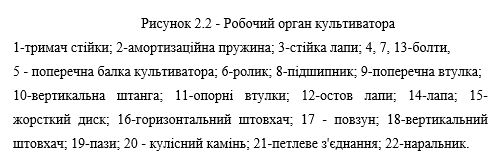 Рисунок 2.2 - Робочий орган культиватора
1-тримач стійки; 2-амортизаційна пружина; 3-стійка лапи; 4, 7, 13-болти,
5 - поперечна балка культиватора; 6-ролик; 8-підшипник; 9-поперечна втулка;
10-вертикальна штанга; 11-опорні втулки; 12-остов лапи; 14-лапа; 15-
жорсткий диск; 16-горизонтальний штовхач; 17 - повзун; 18-вертикальний
штовхач; 19-пази; 20 - кулісний камінь; 21-петлеве з'єднання; 22-наральник.